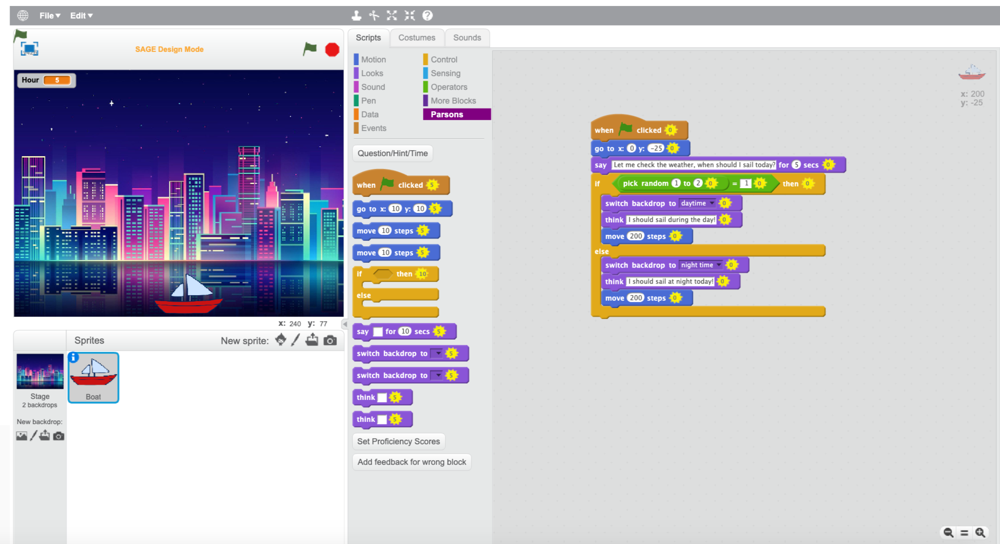 File Edit
v426
SAGE Design Mode
Hour 5
x: 240 y: 77
Sprites New sprite:
Stage
2 backdrops
New backdrop:
Boat
Scripts Costumes Sounds
Motion Control
Looks Sensing
Sound Operators
Pen More Blocks
Data Parsons
Events
Question/Hint/Time
when clicked 5
go to x: 10 y: 10 5
move 10 steps 5
move 10 steps 5
if then 10
else
say for 10 secs 5
switch backdrop to 5
switch backdrop to 5
think 5
think 5
Set Proficiency Scores
Add feedback for wrong block
when clicked 0
go to x: 0 y: -25 0
say Let me check the weather, when should I sail today? for 5 secs 0
if pick random 1 to 2 0 = 1 0 then 0
switch backdrop to daytime 0
think I should sail during the day! 0
move 200 steps 0
else
switch backdrop to night time 0
think I should sail at night today! 0
move 200 steps 0
x: 200
y: -25